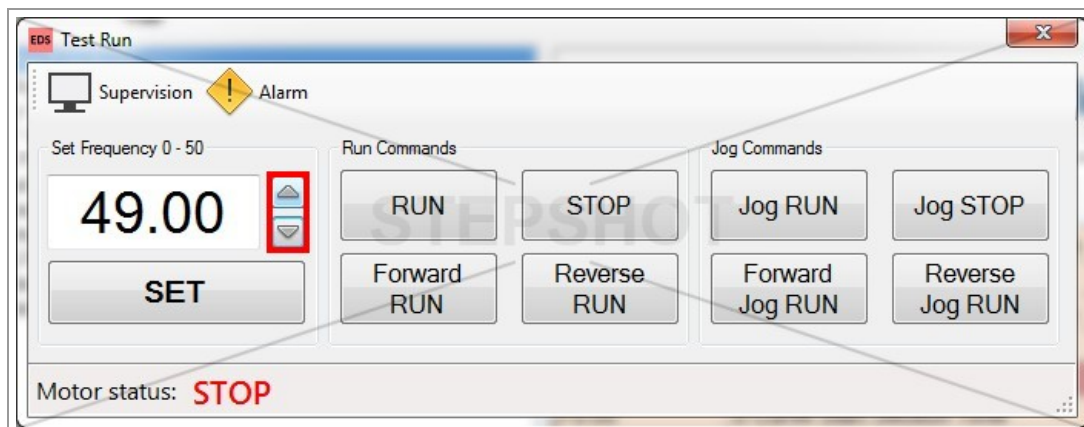 EDS Test Run
Supervision ! Alarm
Set Frequency 0 - 50
49.00
SET
Run Commands
RUN
STOP
Forward
RUN
Reverse
RUN
Jog Commands
Jog RUN
Jog STOP
Forward
Jog RUN
Reverse
Jog RUN
STEPSHOT
Motor status: STOP